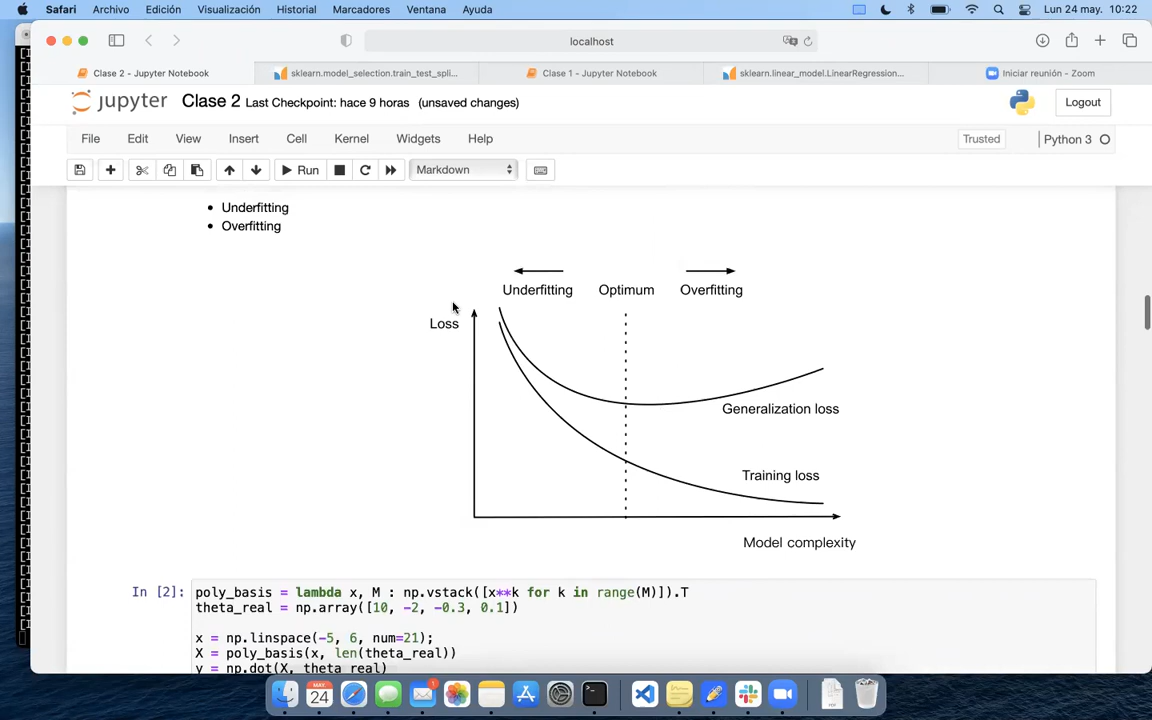 Safari Archivo Edición Visualización Historial Marcadores Ventana Ayuda Lun 24 may. 10:22
localhost
Clase 2 - Jupyter Notebook sklearn.model_selection.train_test_spli... Clase 1 - Jupyter Notebook sklearn.linear_model.LinearRegression... Iniciar reunión - Zoom
jupyter Clase 2 Last Checkpoint: hace 9 horas (unsaved changes) Logout
File Edit View Insert Cell Kernel Widgets Help Trusted Python 3
Run Markdown
Underfitting
Overfitting
Underfitting Optimum Overfitting
Loss
Generalization loss
Training loss
Model complexity
In [2]: poly_basis = lambda x, M : np.vstack([x**k for k in range(M)]).T
theta_real = np.array([10, -2, -0.3, 0.1])
x = np.linspace(-5, 6, num=21);
X = poly_basis(x, len(theta_real))
y = np.dot(X, theta_real)
MAY
24
1